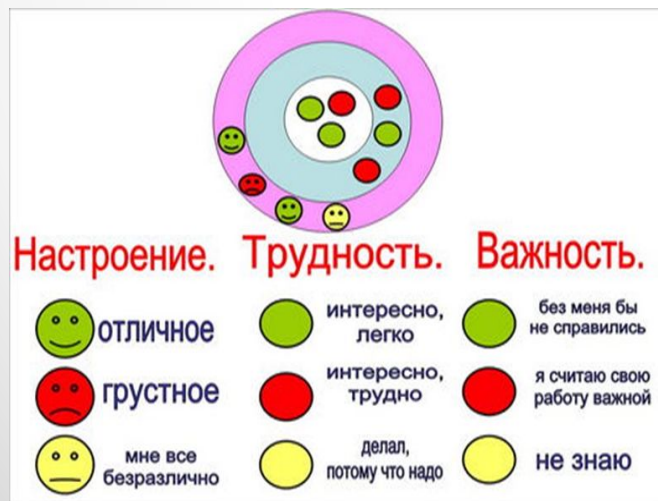 Настроение. Трудность. Важность.
отличное
интересно,
легко
без меня бы
не справились
грустное
интересно,
трудно
я считаю свою
работу важной
мне все
безразлично
делал,
потому что надо
не знаю